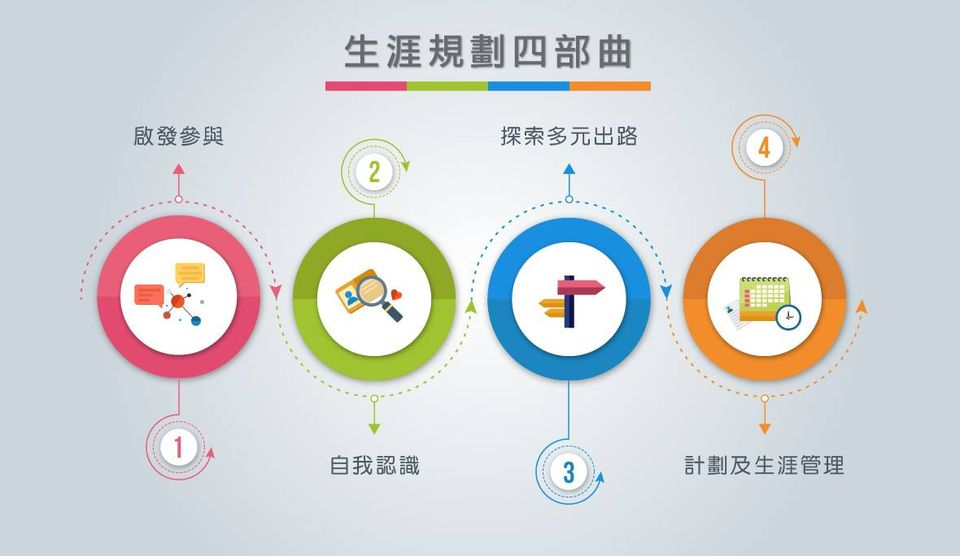 生涯規劃四部曲
啟發參與
1
2
自我認識
探索多元出路
3
4
計劃及生涯管理